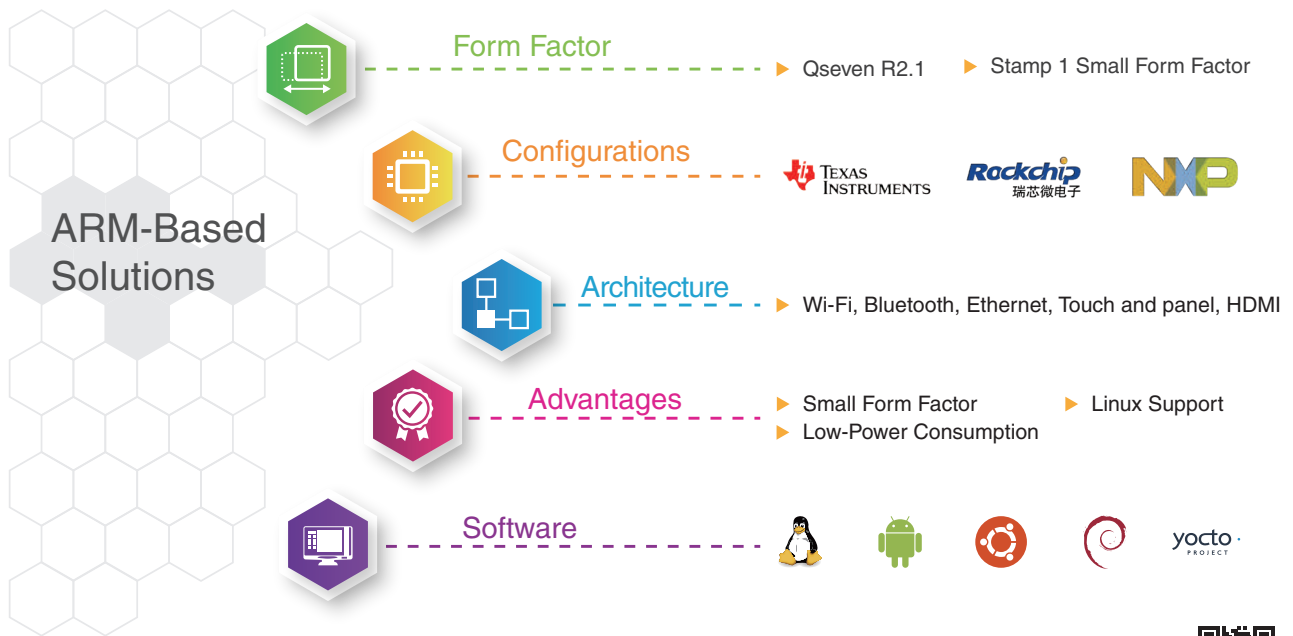 Form Factor
Qseven R2.1
Stamp 1 Small Form Factor
Configurations
TEXAS
INSTRUMENTS
Rockchip
瑞芯微电子
NXP
ARM-Based
Solutions
Architecture
Wi-Fi, Bluetooth, Ethernet, Touch and panel, HDMI
Advantages
Small Form Factor
Linux Support
Low-Power Consumption
Software
yocto
PROJECT